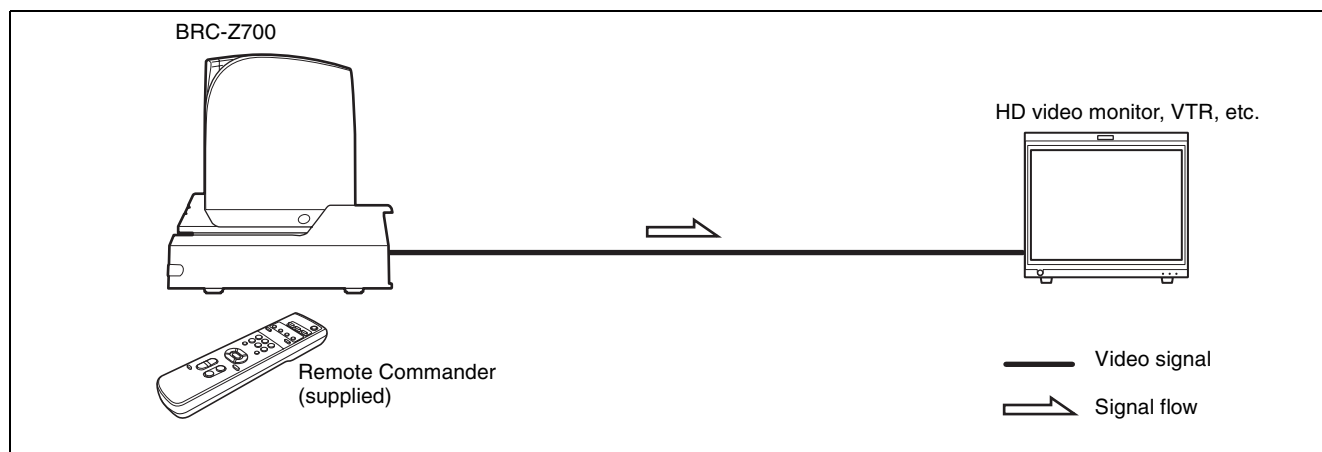 BRC-Z700
HD video monitor, VTR, etc.
Remote Commander
(supplied)
Video signal
Signal flow